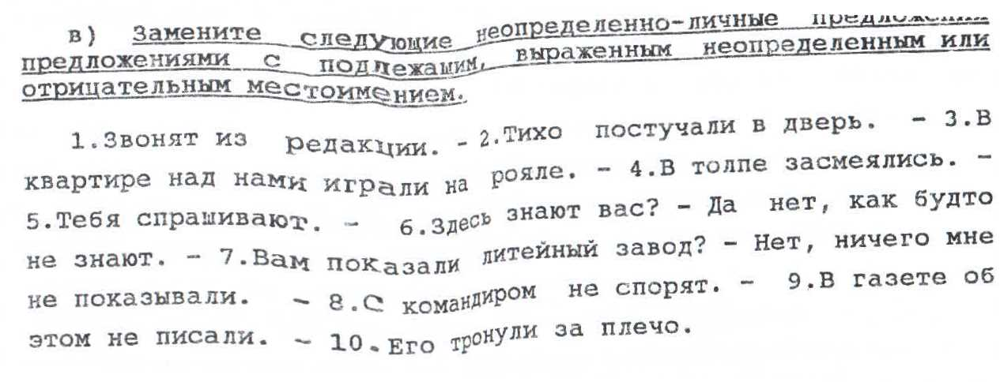 в) Замените следующие неопределенно-личные предложения
предложениями с подлежащим, выраженным неопределенным или
отрицательным местоимением.
1.Звонят из редакции. - 2.Тихо постучали в дверь. - 3.В
квартире над нами играли на рояле. - 4.В толпе засмеялись. -
5.Тебя спрашивают. - 6.Здесь знают вас? - Да нет, как будто
не знают. - 7.Вам показали литейный завод? - Нет, ничего мне
не показывали. - 8.С командиром не спорят. - 9.В газете об
этом не писали. - 10.Его тронули за плечо.